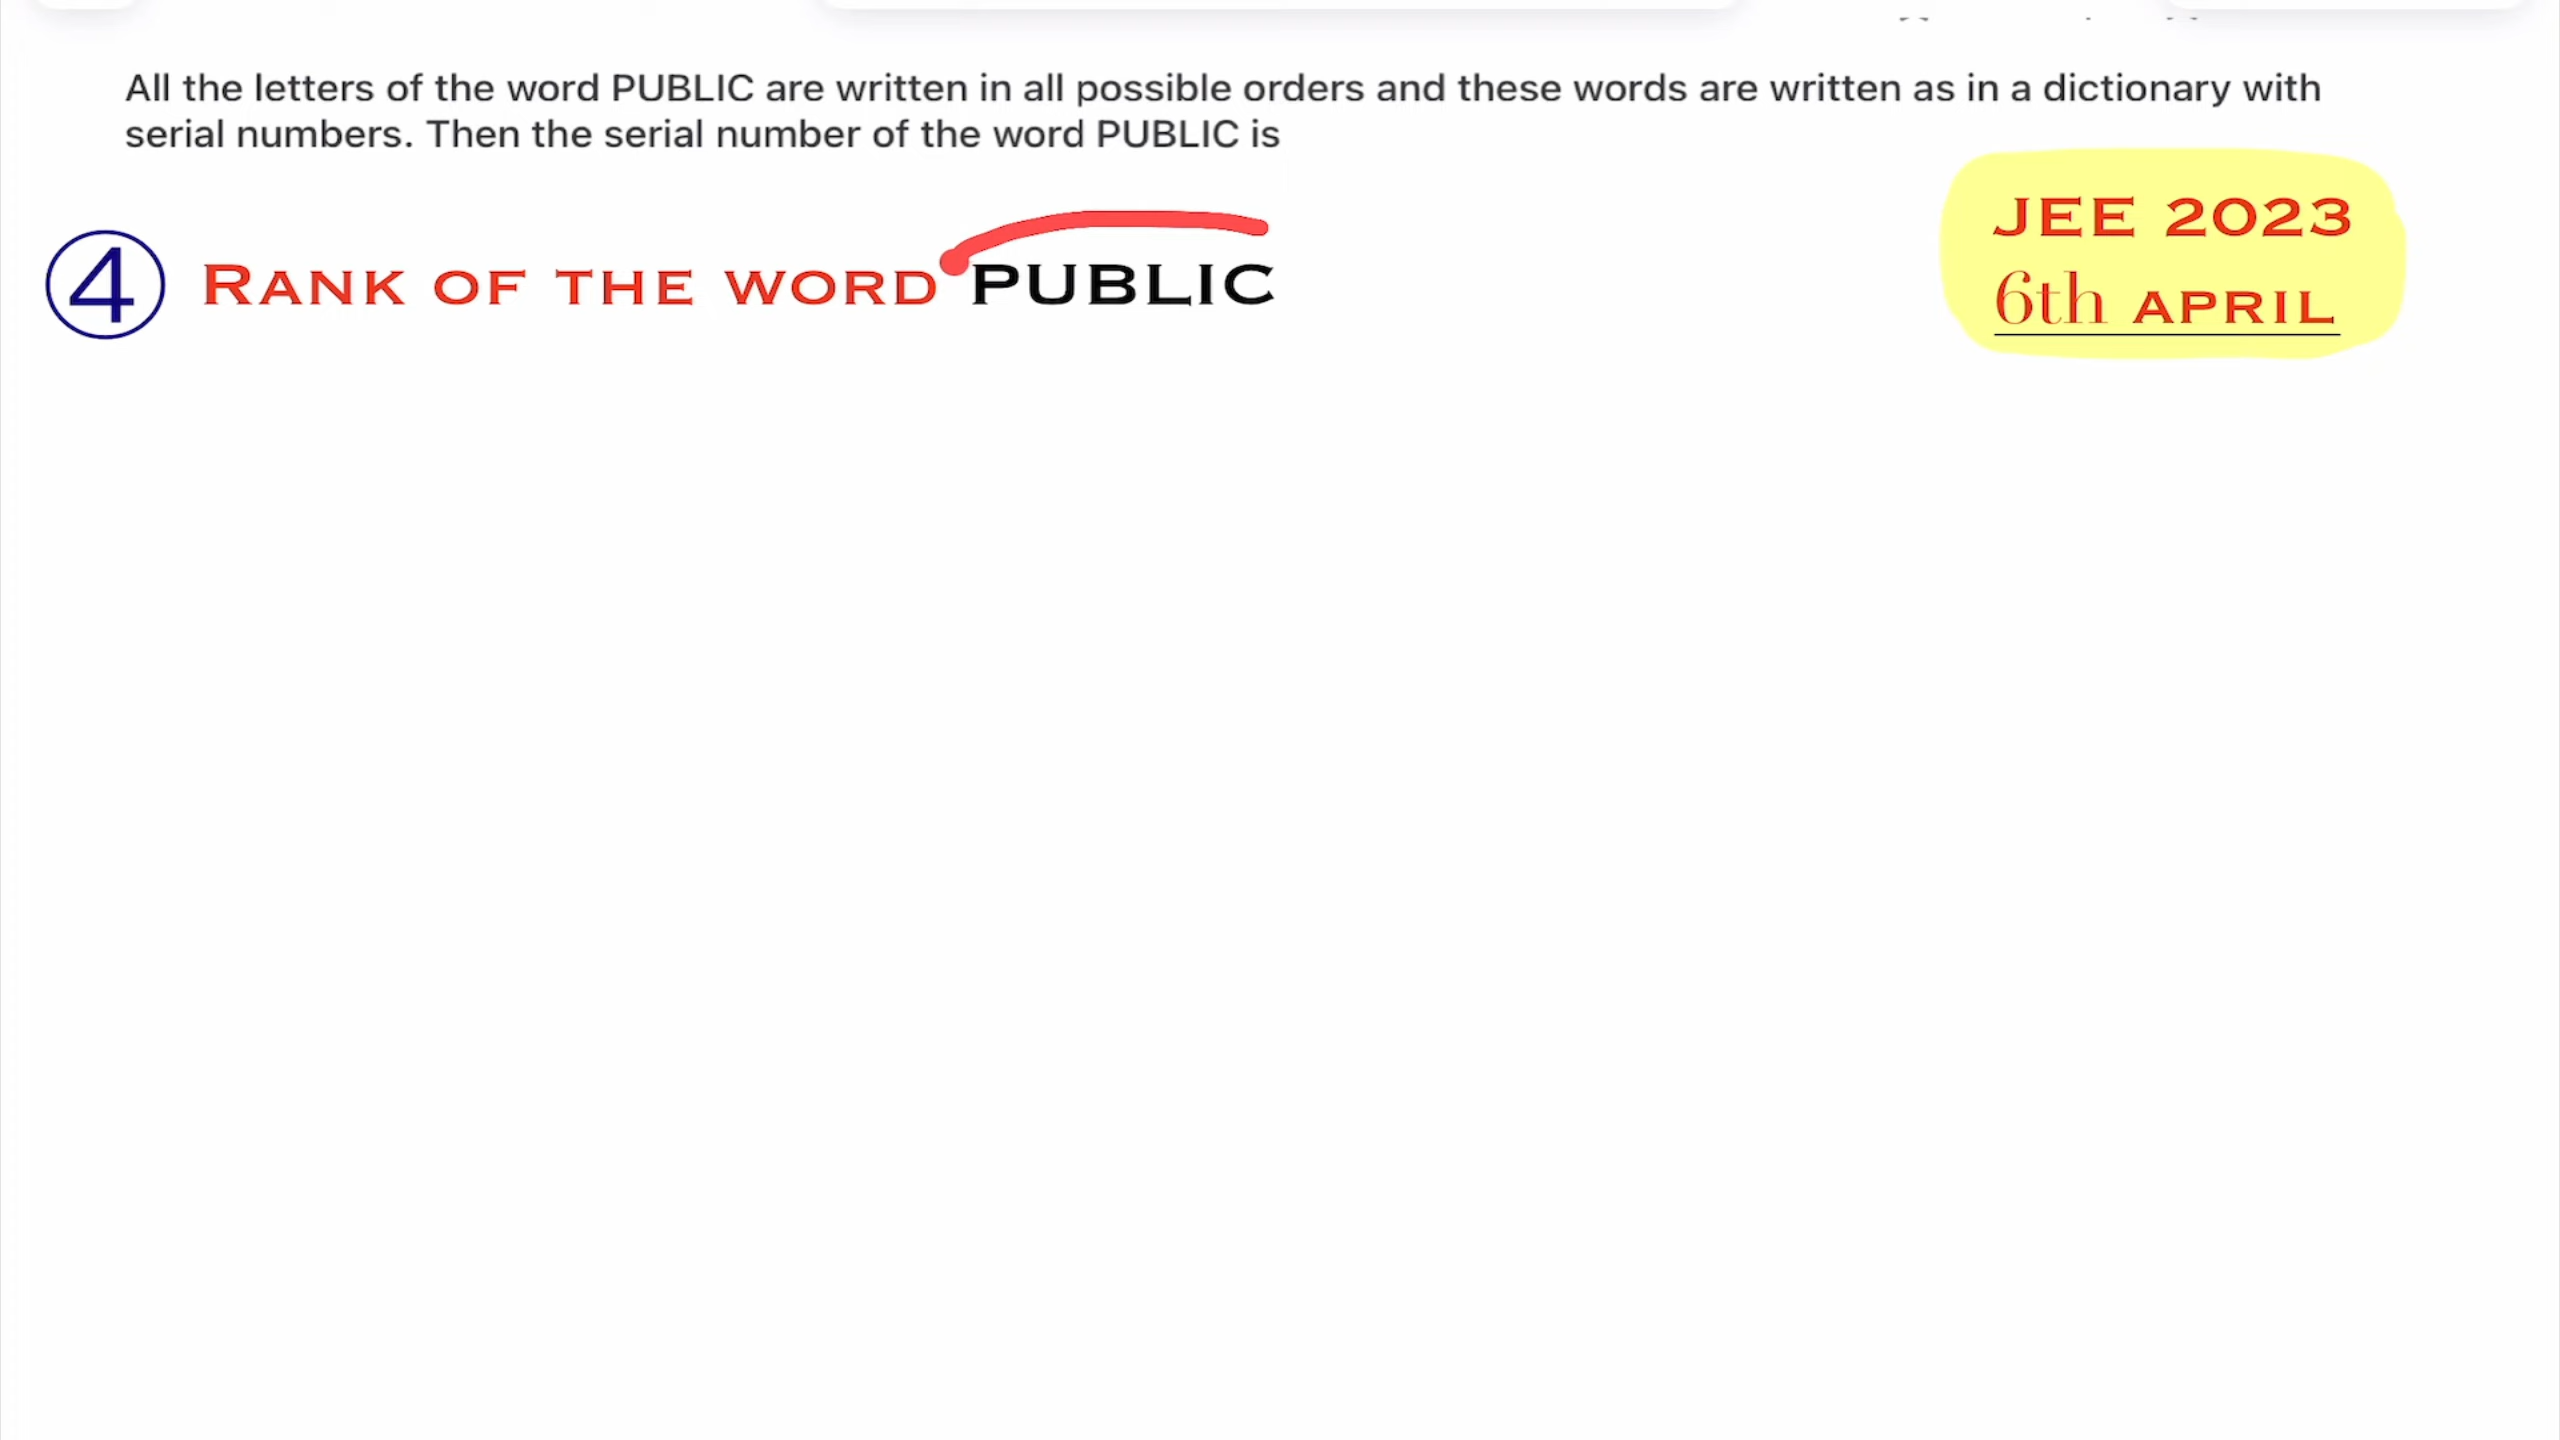 All the letters of the word PUBLIC are written in all possible orders and these words are written as in a dictionary with
serial numbers. Then the serial number of the word PUBLIC is
JEE 2023
6th APRIL
4 RANK OF THE WORD PUBLIC